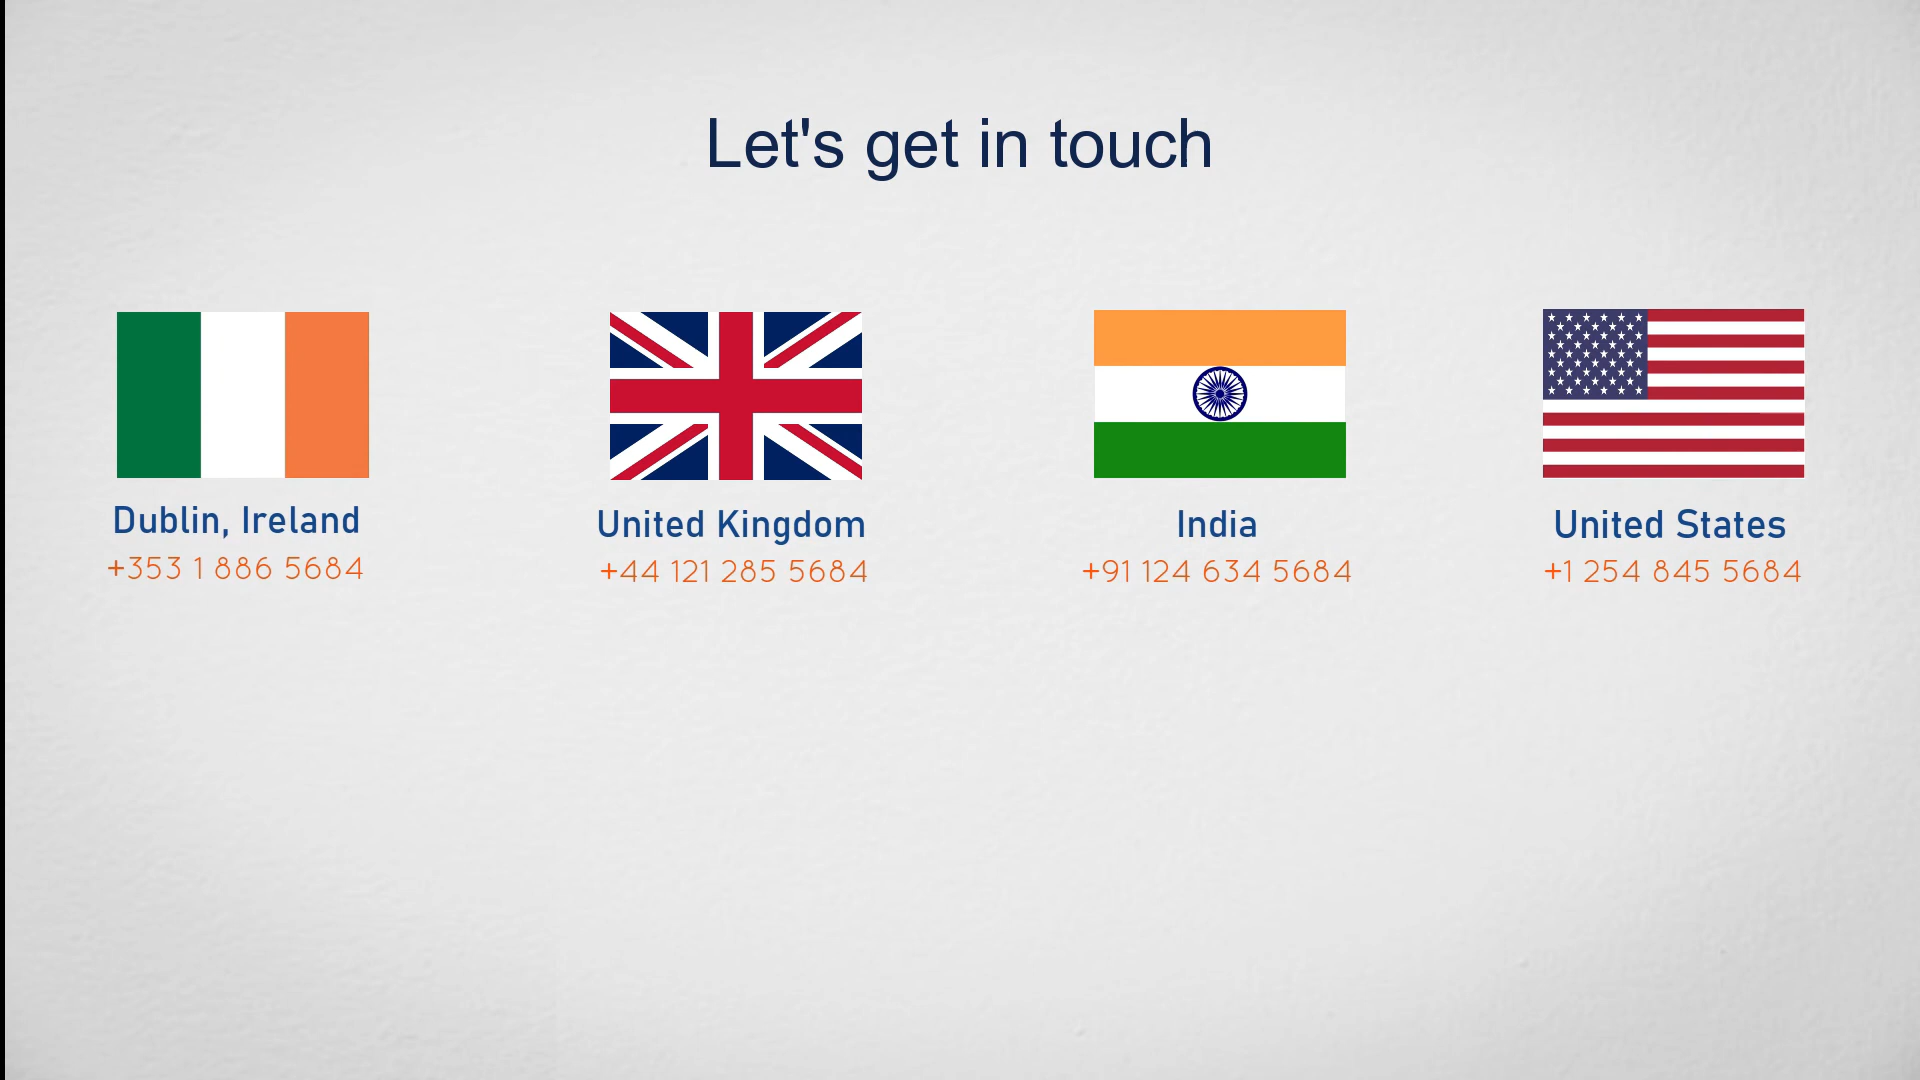 Let's get in touch
Dublin, Ireland
+353 1 886 5684
United Kingdom
+44 121 285 5684
India
+91 124 634 5684
United States
+1 254 845 5684